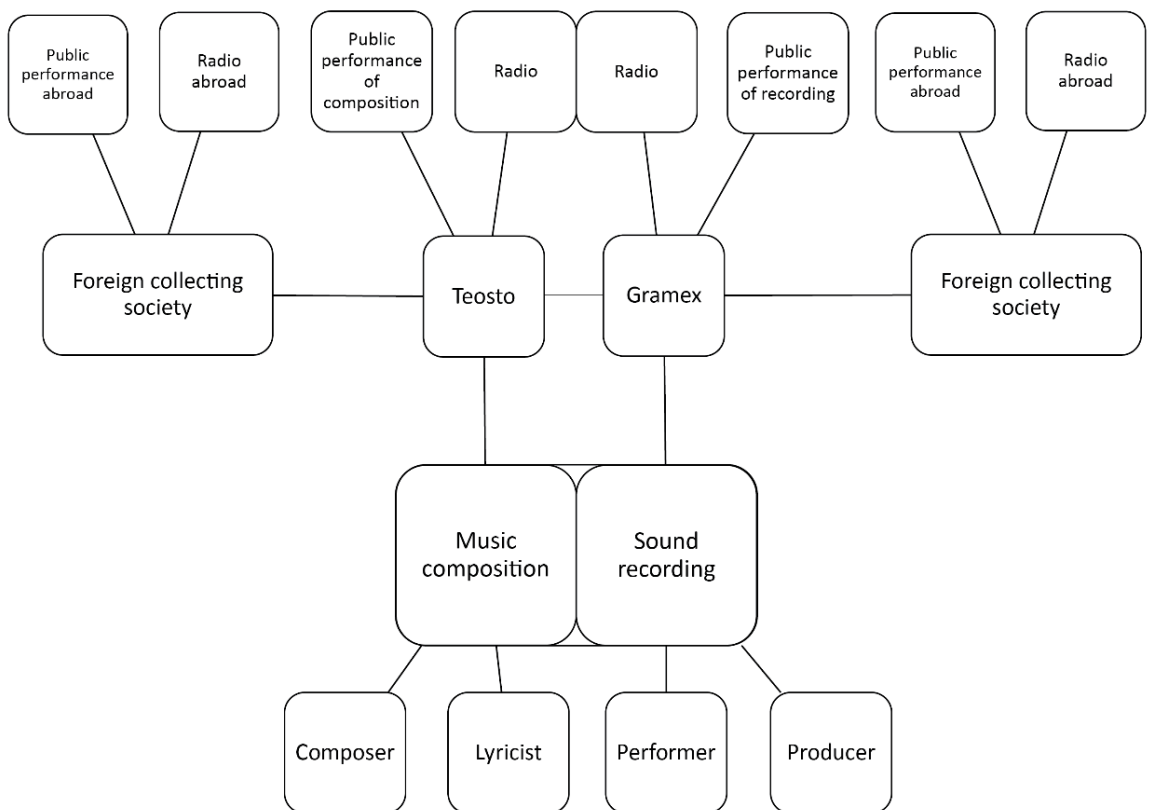 Public
performance
abroad
Radio
abroad
Public
performance
of
composition
Radio
Radio
Public
performance
of recording
Public
performance
abroad
Radio
abroad
Foreign collecting
society
Teosto
Gramex
Foreign collecting
society
Music
composition
Sound
recording
Composer
Lyricist
Performer
Producer